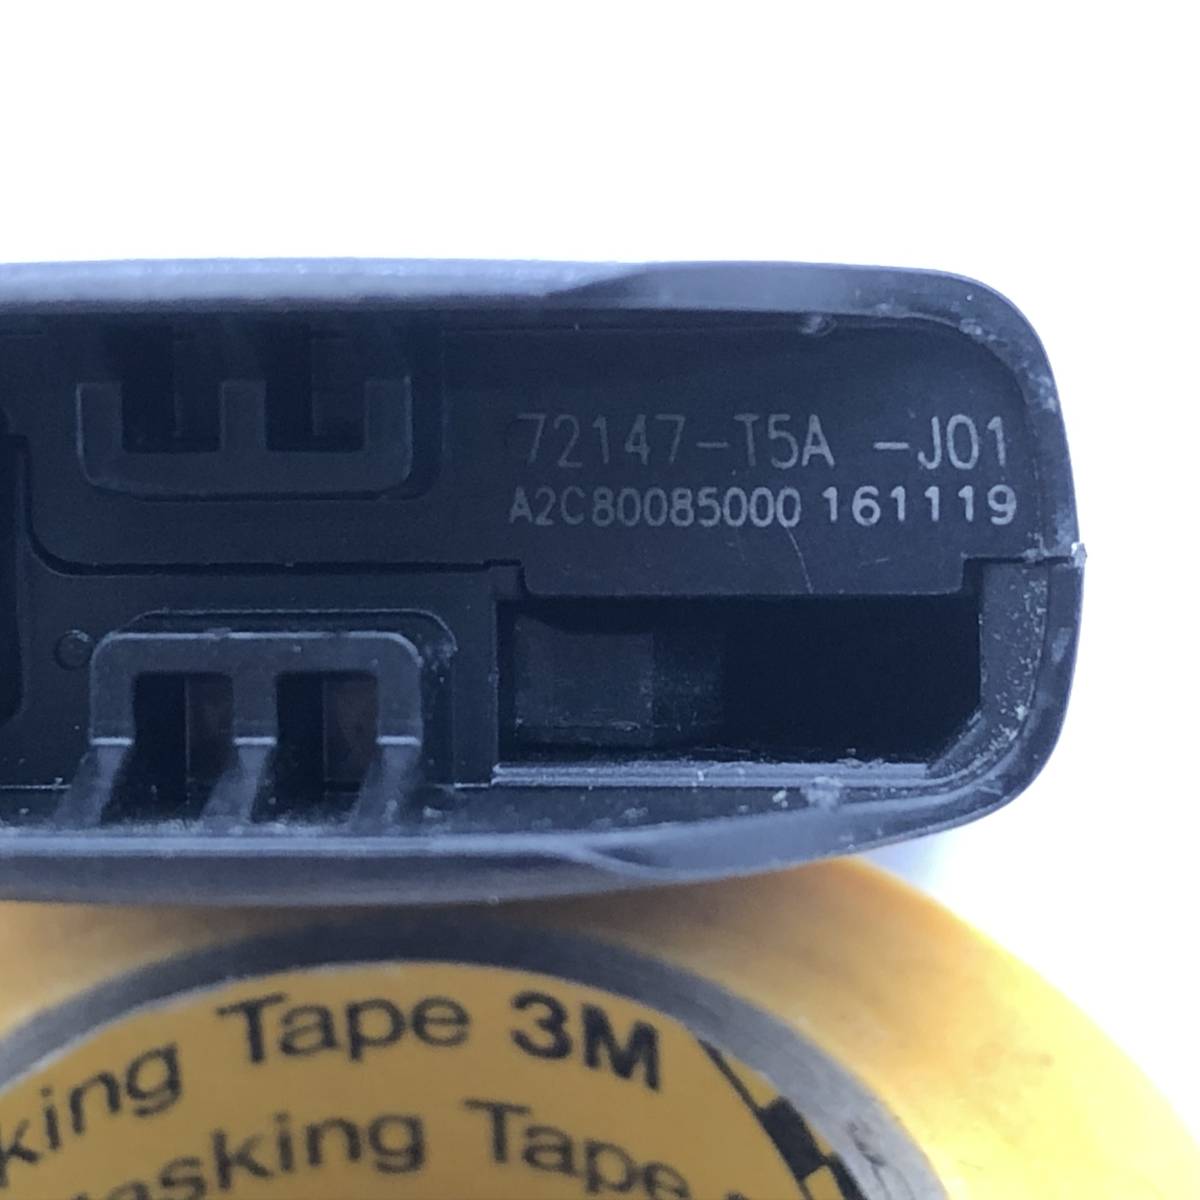 72147-T5A -J01
A2C80085000 161119
king Tape 3M
asking Tape